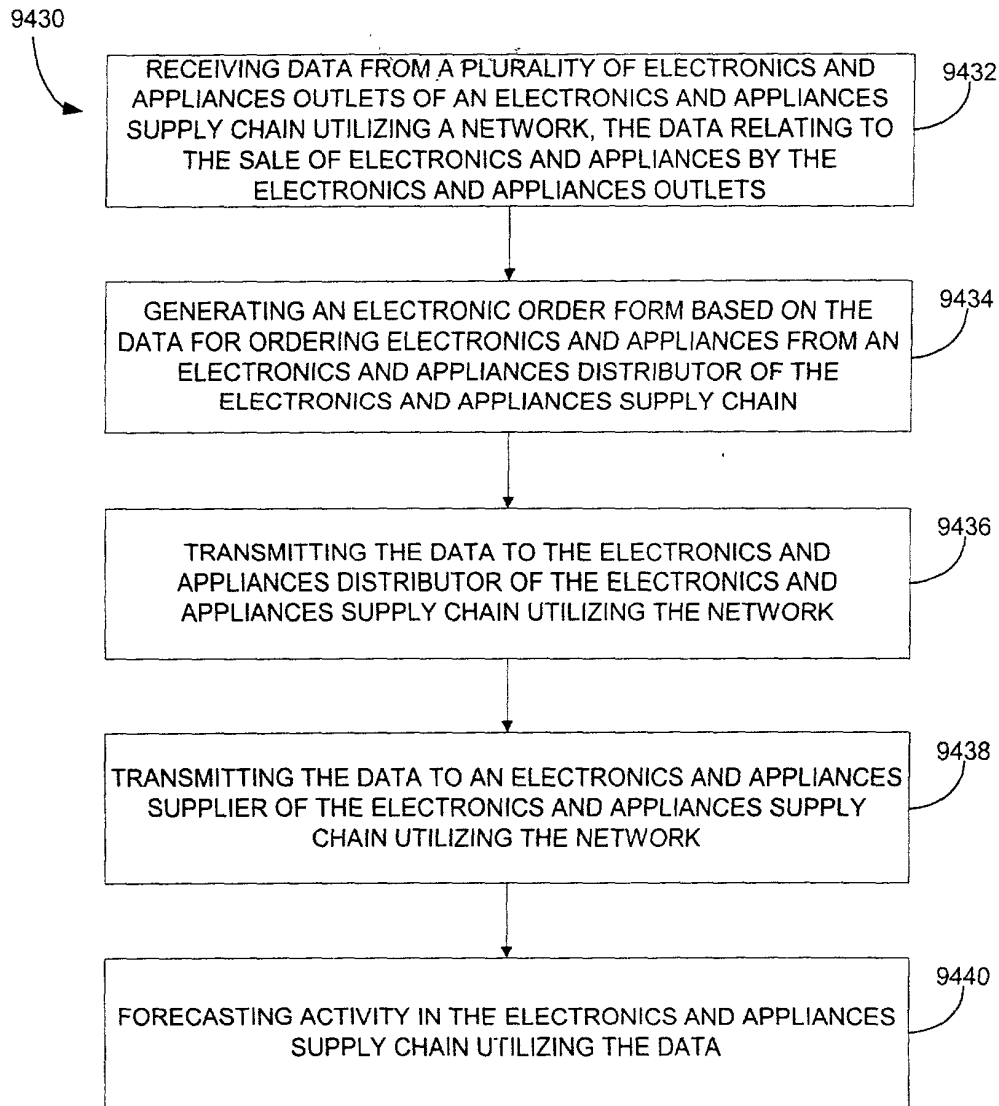 9430
RECEIVING DATA FROM A PLURALITY OF ELECTRONICS AND
APPLIANCES OUTLETS OF AN ELECTRONICS AND APPLIANCES
SUPPLY CHAIN UTILIZING A NETWORK, THE DATA RELATING TO
THE SALE OF ELECTRONICS AND APPLIANCES BY THE
ELECTRONICS AND APPLIANCES OUTLETS
9432
GENERATING AN ELECTRONIC ORDER FORM BASED ON THE
DATA FOR ORDERING ELECTRONICS AND APPLIANCES FROM AN
ELECTRONICS AND APPLIANCES DISTRIBUTOR OF THE
ELECTRONICS AND APPLIANCES SUPPLY CHAIN
9434
TRANSMITTING THE DATA TO THE ELECTRONICS AND
APPLIANCES DISTRIBUTOR OF THE ELECTRONICS AND
APPLIANCES SUPPLY CHAIN UTILIZING THE NETWORK
9436
TRANSMITTING THE DATA TO AN ELECTRONICS AND APPLIANCES
SUPPLIER OF THE ELECTRONICS AND APPLIANCES SUPPLY
CHAIN UTILIZING THE NETWORK
9438
FORECASTING ACTIVITY IN THE ELECTRONICS AND APPLIANCES
SUPPLY CHAIN UTILIZING THE DATA
9440